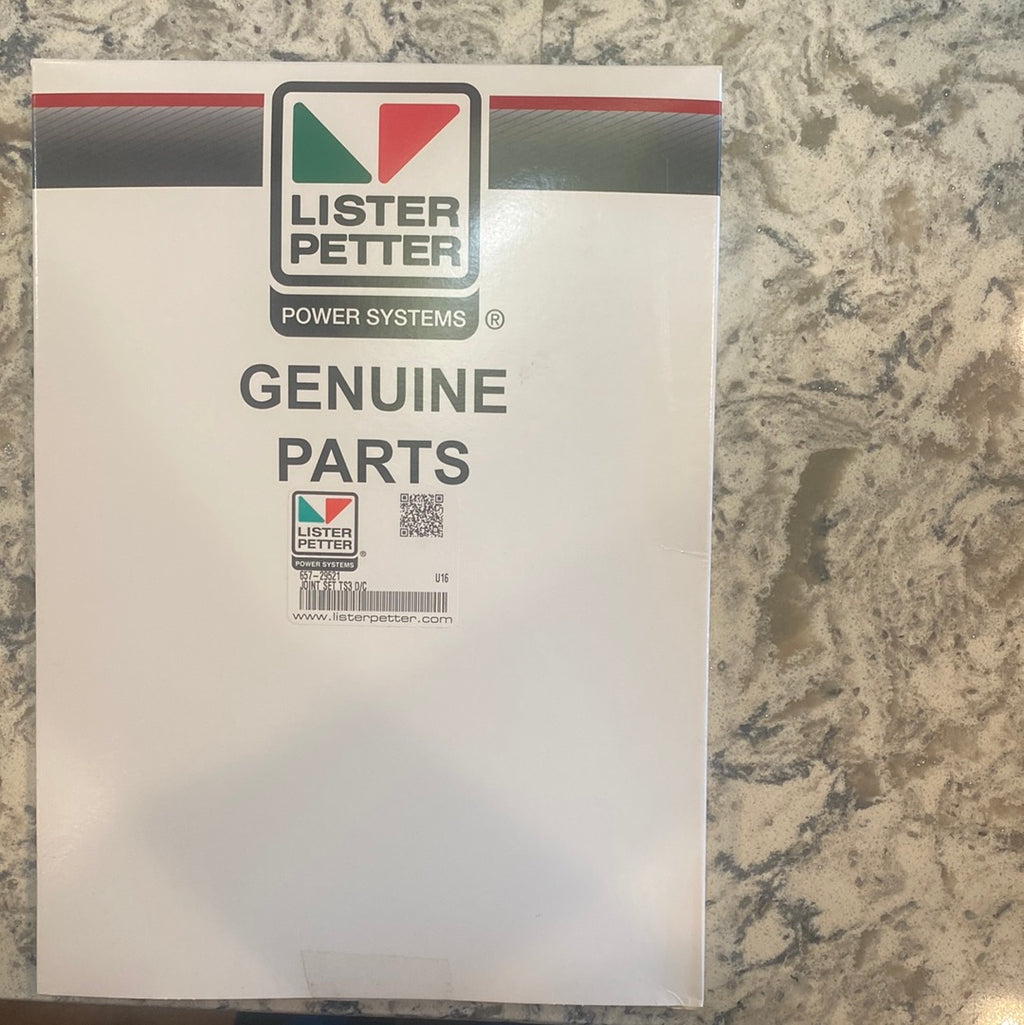 LISTER
PETTER
POWER SYSTEMS ®
GENUINE
PARTS
LISTER
PETTER
POWER SYSTEMS ®
657-29521 U16
JOINT SET TS3 D/C
www.listerpetter.com